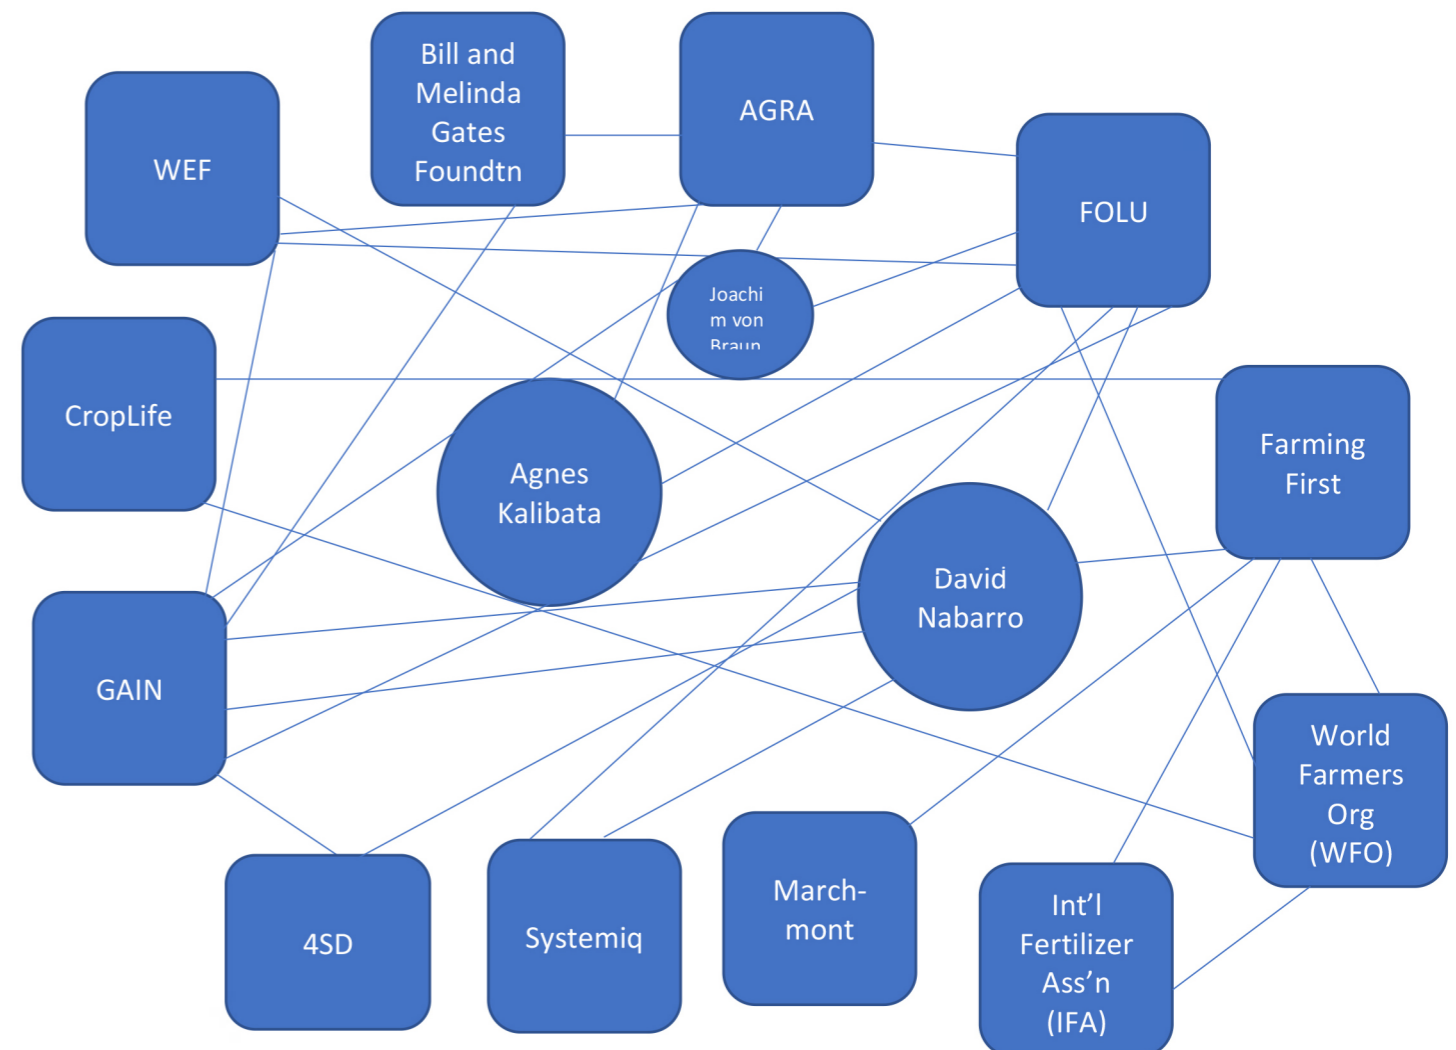 Bill and
Melinda
Gates
Foundtn
AGRA
WEF
FOLU
Joachi
m von
Braun
CropLife
Farming
First
Agnes
Kalibata
David
Nabarro
GAIN
World
Farmers
Org
(WFO)
4SD
Systemiq
March-
mont
Int’l
Fertilizer
Ass’n
(IFA)